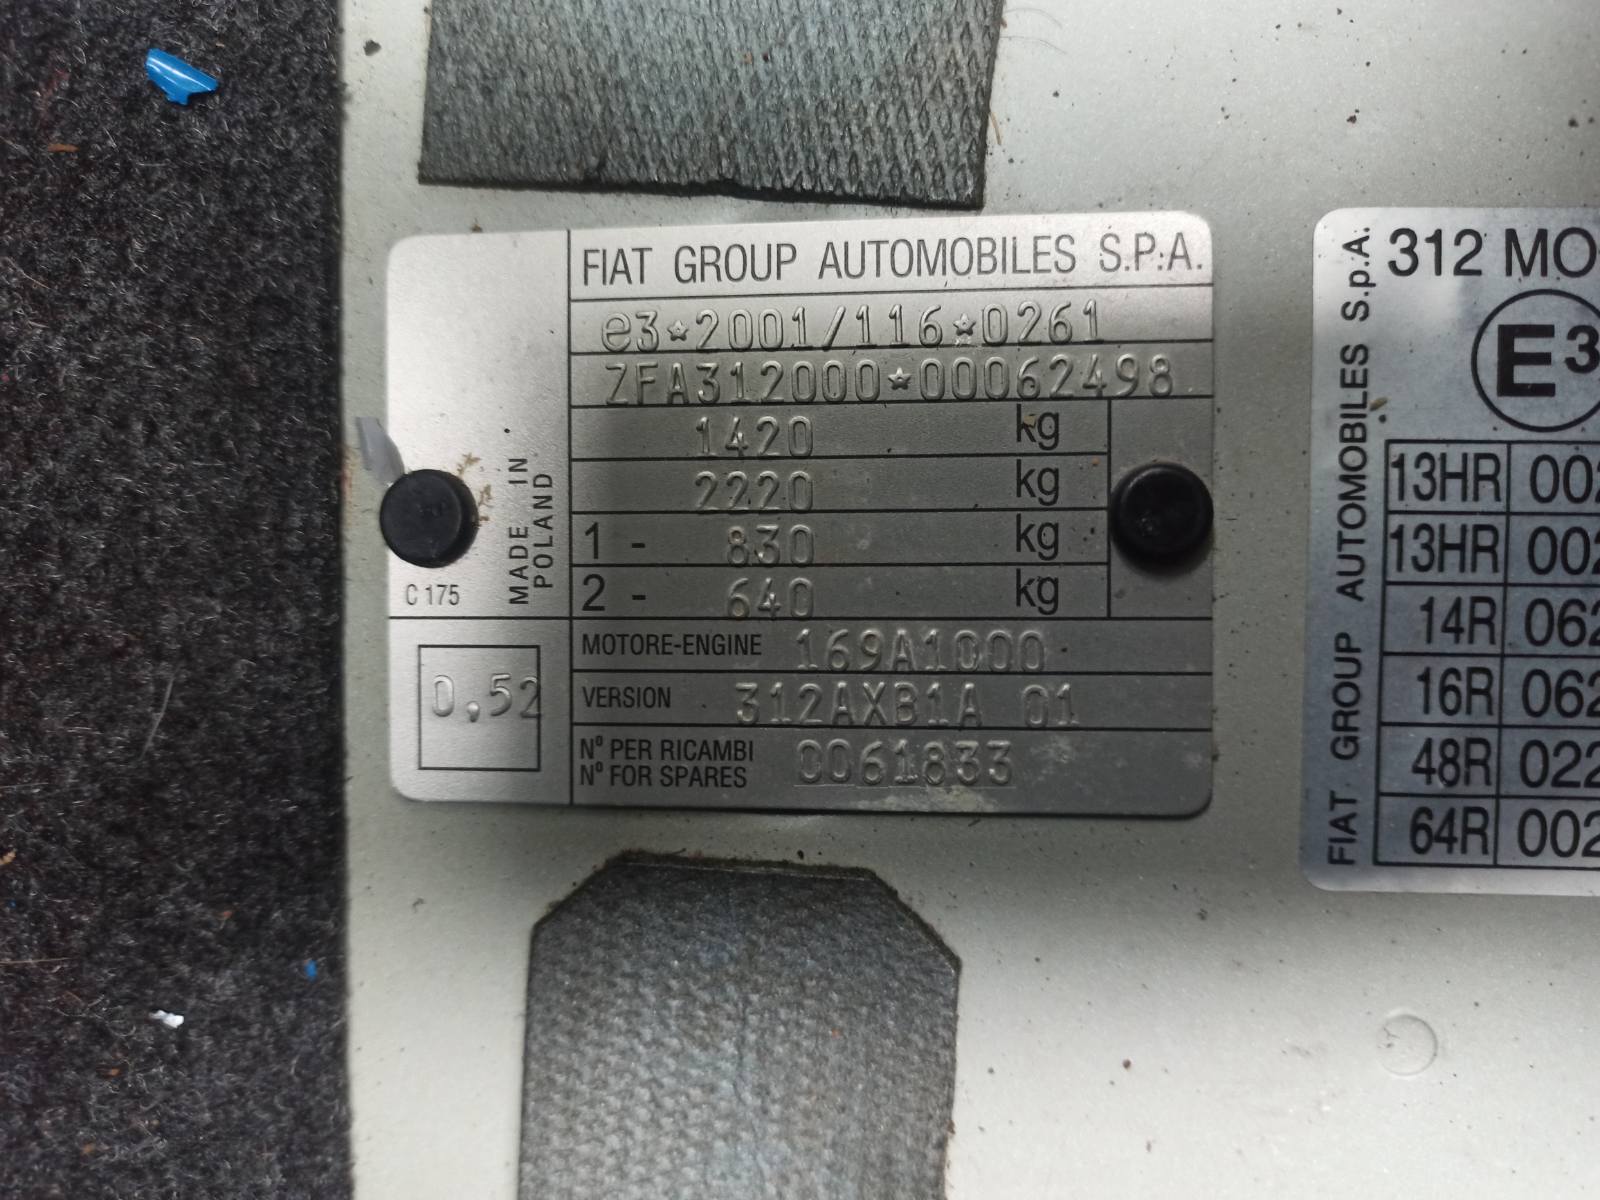 FIAT GROUP AUTOMOBILES S.P.A.
e3*2001/116*0261
ZFA312000*00062498
1420 kg
2220 kg
1 - 830 kg
2 - 640 kg
MADE IN
POLAND
C 175
0,52
MOTORE-ENGINE 169A1000
VERSION 312AXB1A 01
Nº PER RICAMBI
Nº FOR SPARES 0061833
FIAT GROUP AUTOMOBILES S.p.A.
312
E3
13HR
13HR
14R
16R
48R
64R